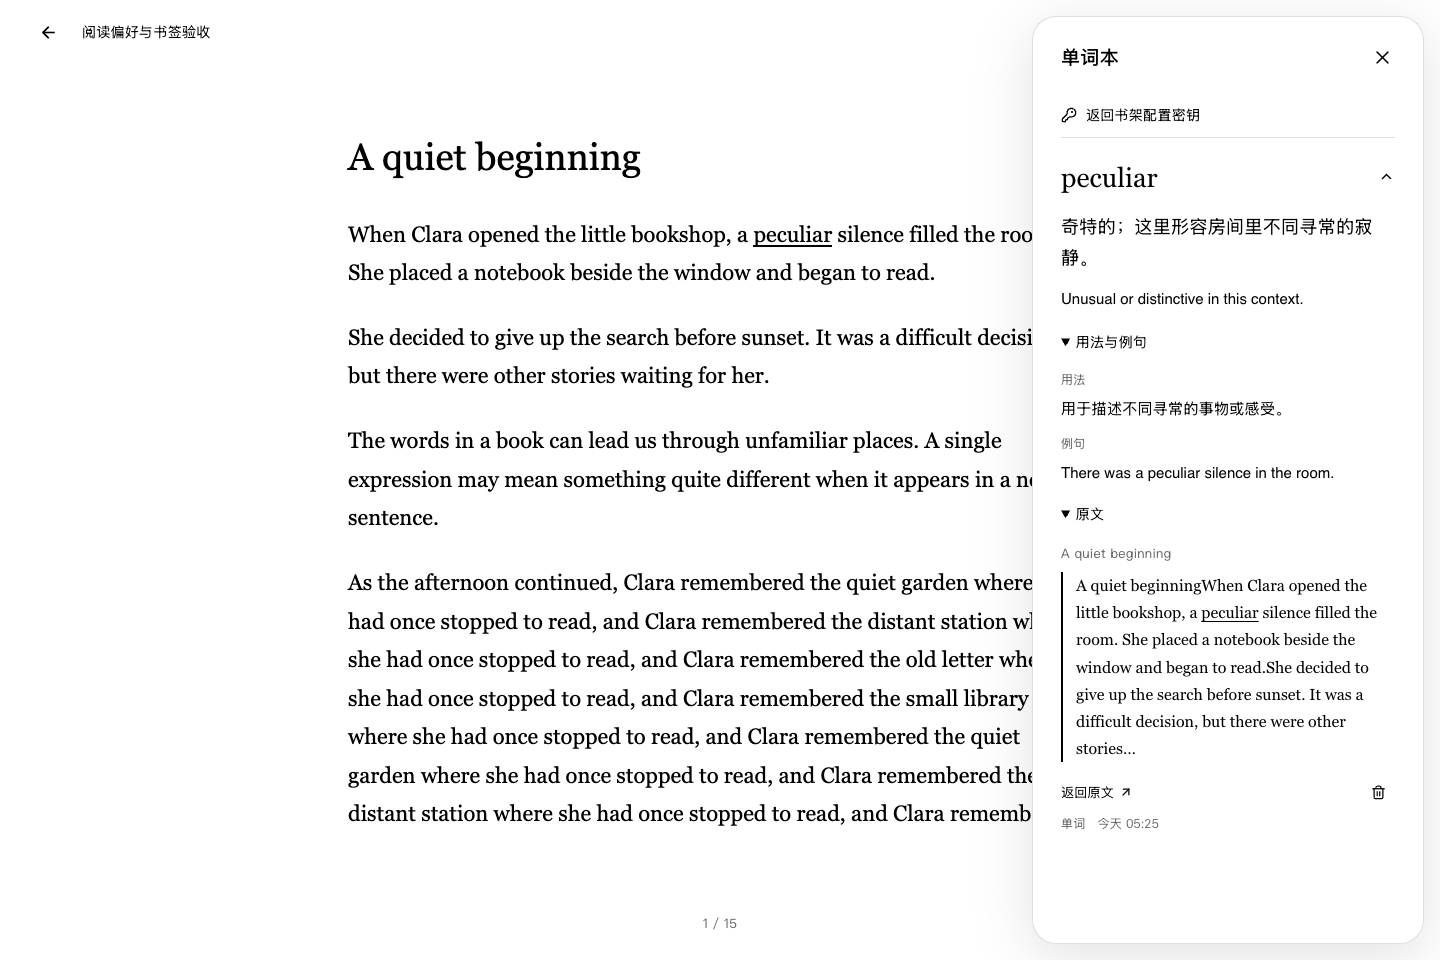 阅读偏好与书签验收
A quiet beginning
When Clara opened the little bookshop, a peculiar silence filled the roo
She placed a notebook beside the window and began to read.
She decided to give up the search before sunset. It was a difficult decisi
but there were other stories waiting for her.
The words in a book can lead us through unfamiliar places. A single
expression may mean something quite different when it appears in a ne
sentence.
As the afternoon continued, Clara remembered the quiet garden where
had once stopped to read, and Clara remembered the distant station wh
she had once stopped to read, and Clara remembered the old letter whe
she had once stopped to read, and Clara remembered the small library
where she had once stopped to read, and Clara remembered the quiet
garden where she had once stopped to read, and Clara remembered the
distant station where she had once stopped to read, and Clara rememb
1 / 15
单词本
返回书架配置密钥
peculiar
奇特的；这里形容房间里不同寻常的寂
静。
Unusual or distinctive in this context.
用法与例句
用法
用于描述不同寻常的事物或感受。
例句
There was a peculiar silence in the room.
原文
A quiet beginning
A quiet beginningWhen Clara opened the
little bookshop, a peculiar silence filled the
room. She placed a notebook beside the
window and began to read.She decided to
give up the search before sunset. It was a
difficult decision, but there were other
stories...
返回原文
单词 今天 05:25